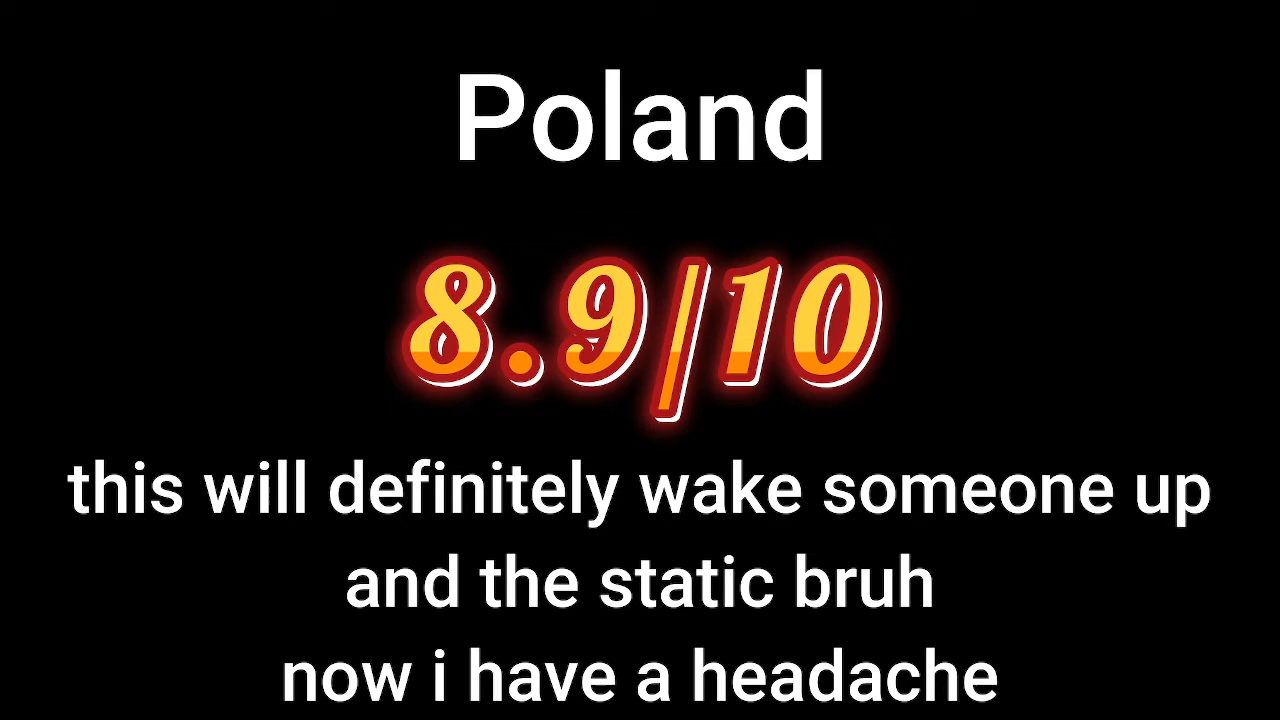 Poland
8.9/10
this will definitely wake someone up
and the static bruh
now i have a headache